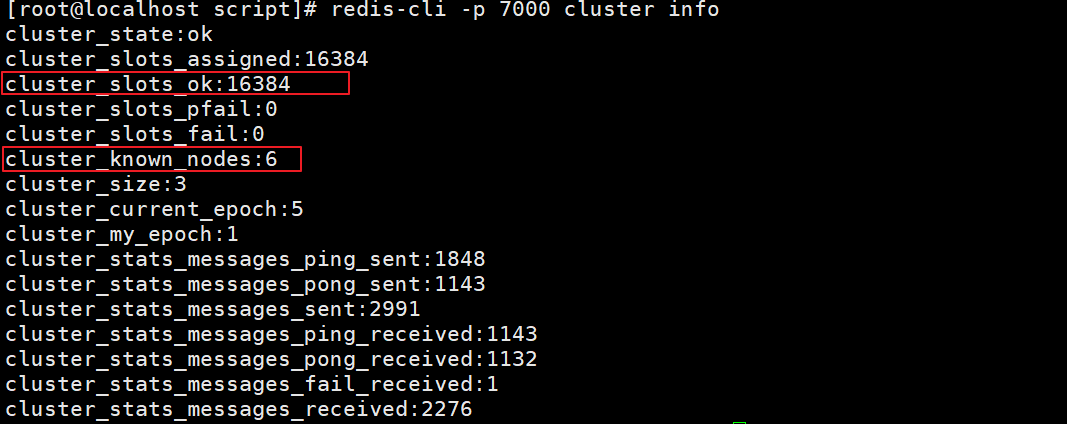 [root@localhost script]# redis-cli -p 7000 cluster info
cluster_state:ok
cluster_slots_assigned:16384
cluster_slots_ok:16384
cluster_slots_pfail:0
cluster_slots_fail:0
cluster_known_nodes:6
cluster_size:3
cluster_current_epoch:5
cluster_my_epoch:1
cluster_stats_messages_ping_sent:1848
cluster_stats_messages_pong_sent:1143
cluster_stats_messages_sent:2991
cluster_stats_messages_ping_received:1143
cluster_stats_messages_pong_received:1132
cluster_stats_messages_fail_received:1
cluster_stats_messages_received:2276